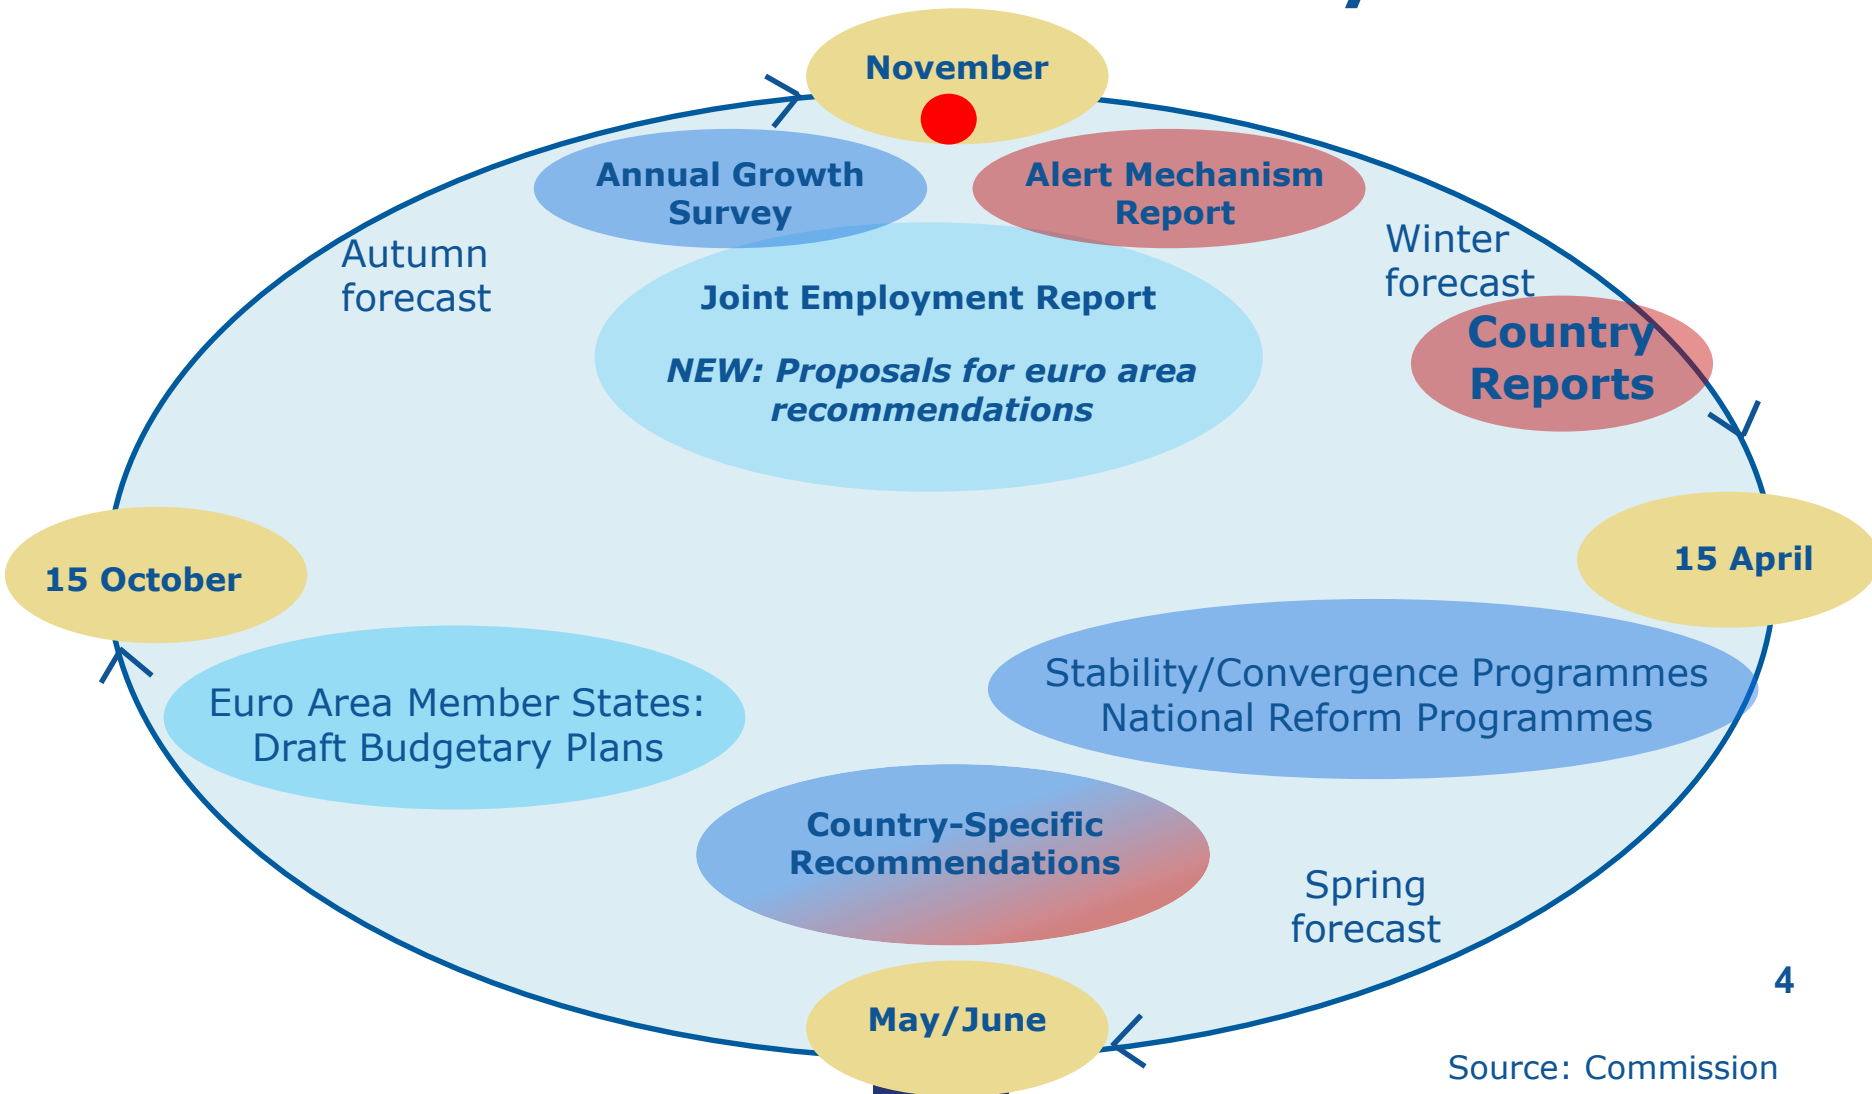 November
Annual Growth
Survey
Alert Mechanism
Report
Autumn
forecast
Winter
forecast
Joint Employment Report
NEW: Proposals for euro area
recommendations
Country
Reports
15 October
15 April
Euro Area Member States:
Draft Budgetary Plans
Stability/Convergence Programmes
National Reform Programmes
Country-Specific
Recommendations
Spring
forecast
May/June
4
Source: Commission